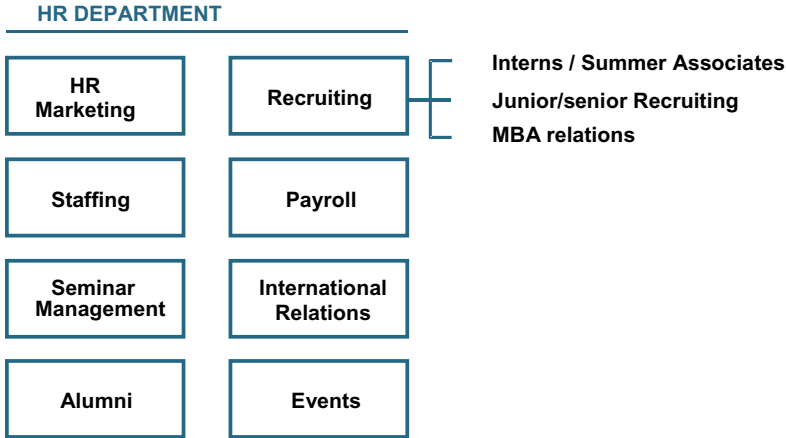 HR DEPARTMENT
HR
Marketing
Recruiting
Interns / Summer Associates
Junior/senior Recruiting
MBA relations
Staffing
Payroll
Seminar
Management
International
Relations
Alumni
Events